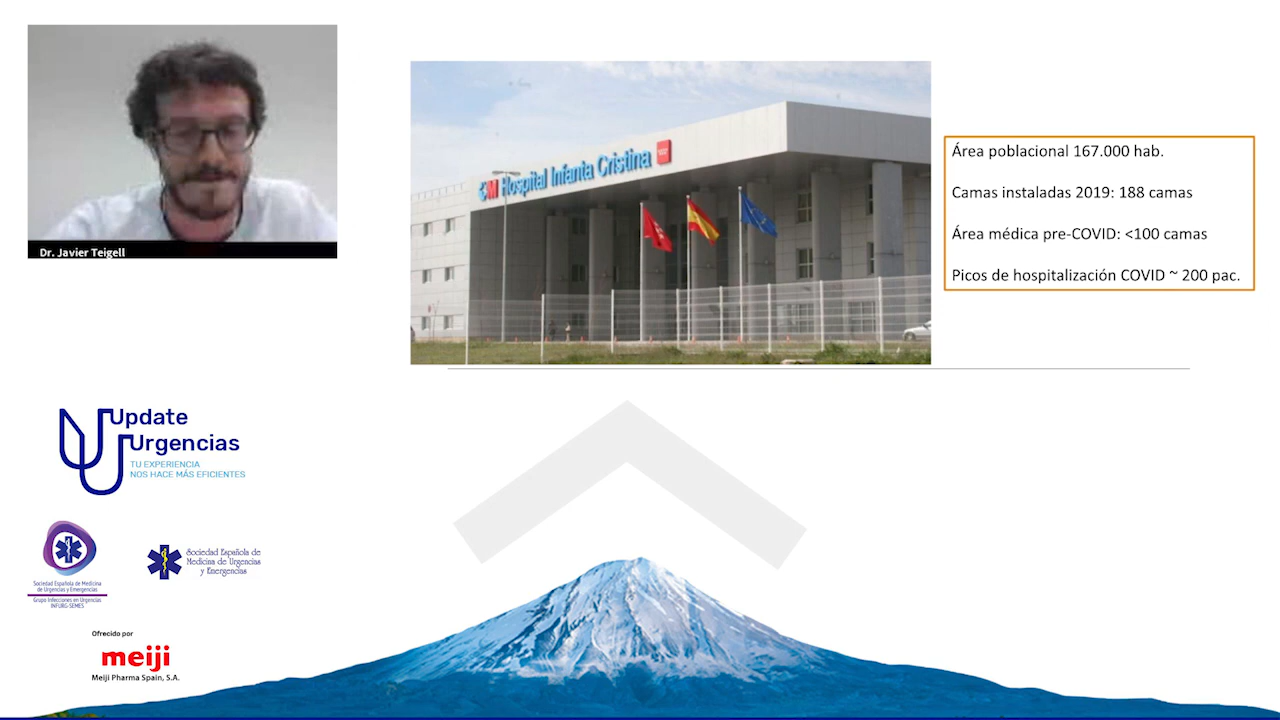 Dr. Javier Teigell
Hospital Infanta Cristina
Área poblacional 167.000 hab.
Camas instaladas 2019: 188 camas
Área médica pre-COVID: <100 camas
Picos de hospitalización COVID ~ 200 pac.
Update
Urgencias
TU EXPERIENCIA
NOS HACE MÁS EFICIENTES
Sociedad Española de Medicina
de Urgencias y Emergencias
Grupo Infecciones en Urgencias
INFURG-SEMES
Sociedad Española de
Medicina de Urgencias
y Emergencias
Ofrecido por
meiji
Meiji Pharma Spain, S.A.